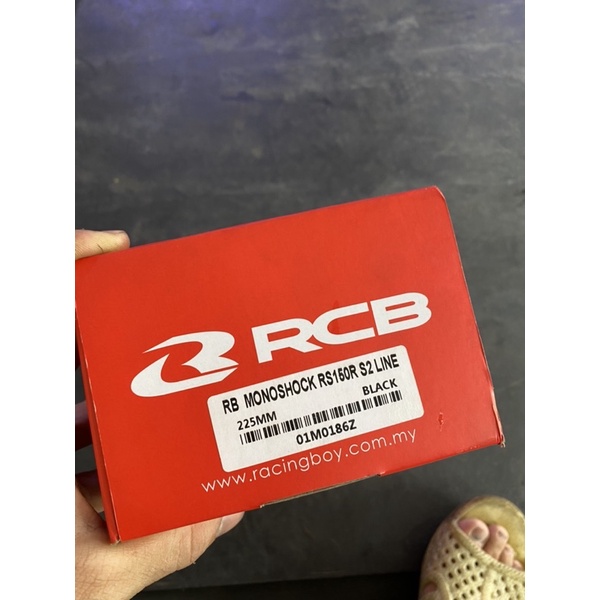 RCB
RB MONOSHOCK RS150R S2 LINE
225MM BLACK
01M0186Z
www.racingboy.com.my